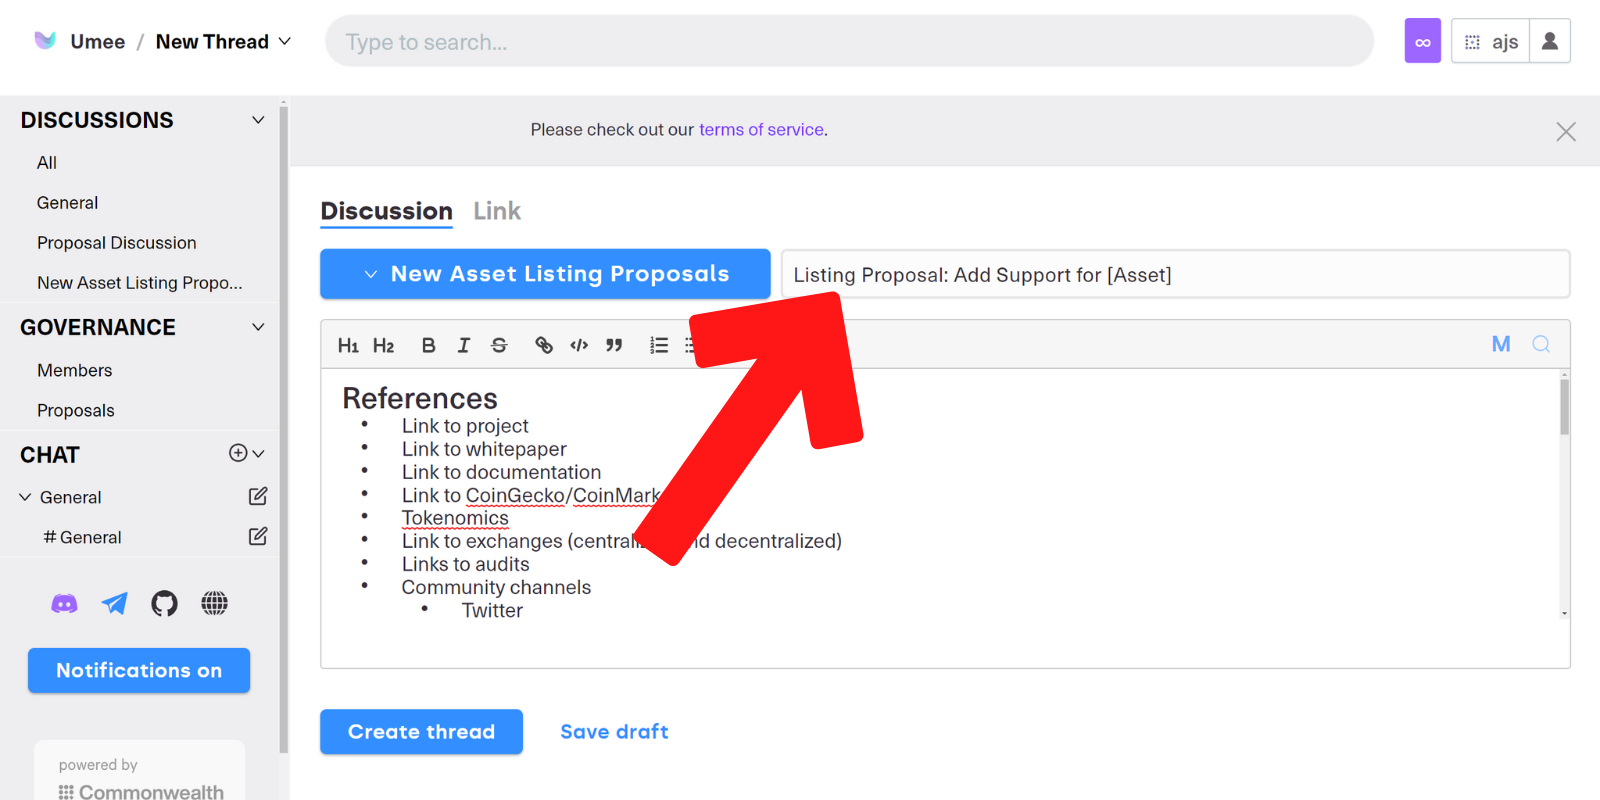 Umee / New Thread
Type to search...
∞
ajs
DISCUSSIONS
All
General
Proposal Discussion
New Asset Listing Propo...
GOVERNANCE
Members
Proposals
CHAT
General
# General
Notifications on
powered by
Commonwealth
Please check out our terms of service.
Discussion Link
New Asset Listing Proposals
Listing Proposal: Add Support for [Asset]
H1 H2 B I S </> ”
M
References
• Link to project
• Link to whitepaper
• Link to documentation
• Link to CoinGecko/CoinMark
• Tokenomics
• Link to exchanges (centraliz nd decentralized)
• Links to audits
• Community channels
• Twitter
Create thread
Save draft